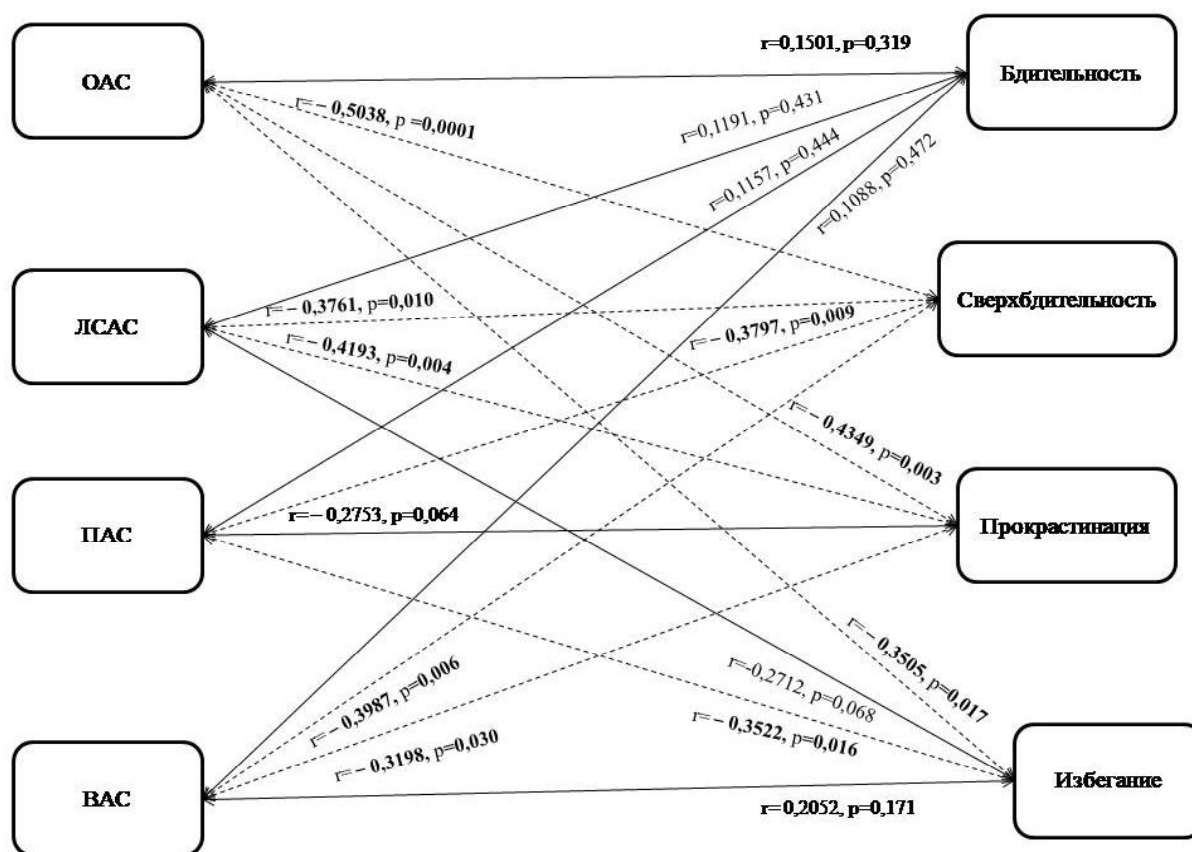 ОАС
r=0,1501, p=0,319
Бдительность
r= – 0,5038, p =0,0001
r=0,1191, p=0,431
r=0,1157, p=0,444
r=0,1088, p=0,472
ЛСАС
r= – 0,3761, p=0,010
r= – 0,4193, p=0,004
r= – 0,3797, p=0,009
Сверхбдительность
r= – 0,4349, p=0,003
ПАС
r= – 0,2753, p=0,064
Прокрастинация
r= – 0,3505, p=0,017
r= – 0,3987, p=0,006
r=-0,2712, p=0,068
r= – 0,3522, p=0,016
r= – 0,3198, p=0,030
ВАС
r=0,2052, p=0,171
Избегание